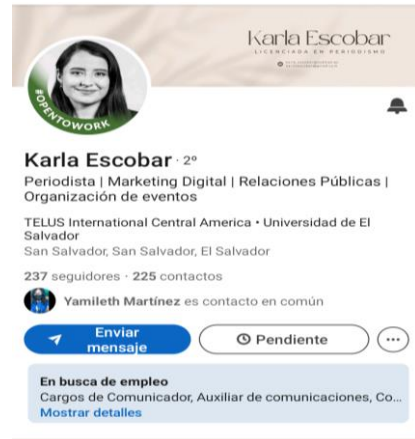 Karla Escobar
LICENCIADA EN PERIODISMO
#OPENTOWORK
Karla Escobar · 2º
Periodista | Marketing Digital | Relaciones Públicas |
Organización de eventos
TELUS International Central America • Universidad de El
Salvador
San Salvador, San Salvador, El Salvador
237 seguidores · 225 contactos
Yamileth Martínez es contacto en común
Enviar
mensaje
Pendiente
En busca de empleo
Cargos de Comunicador, Auxiliar de comunicaciones, Co...
Mostrar detalles